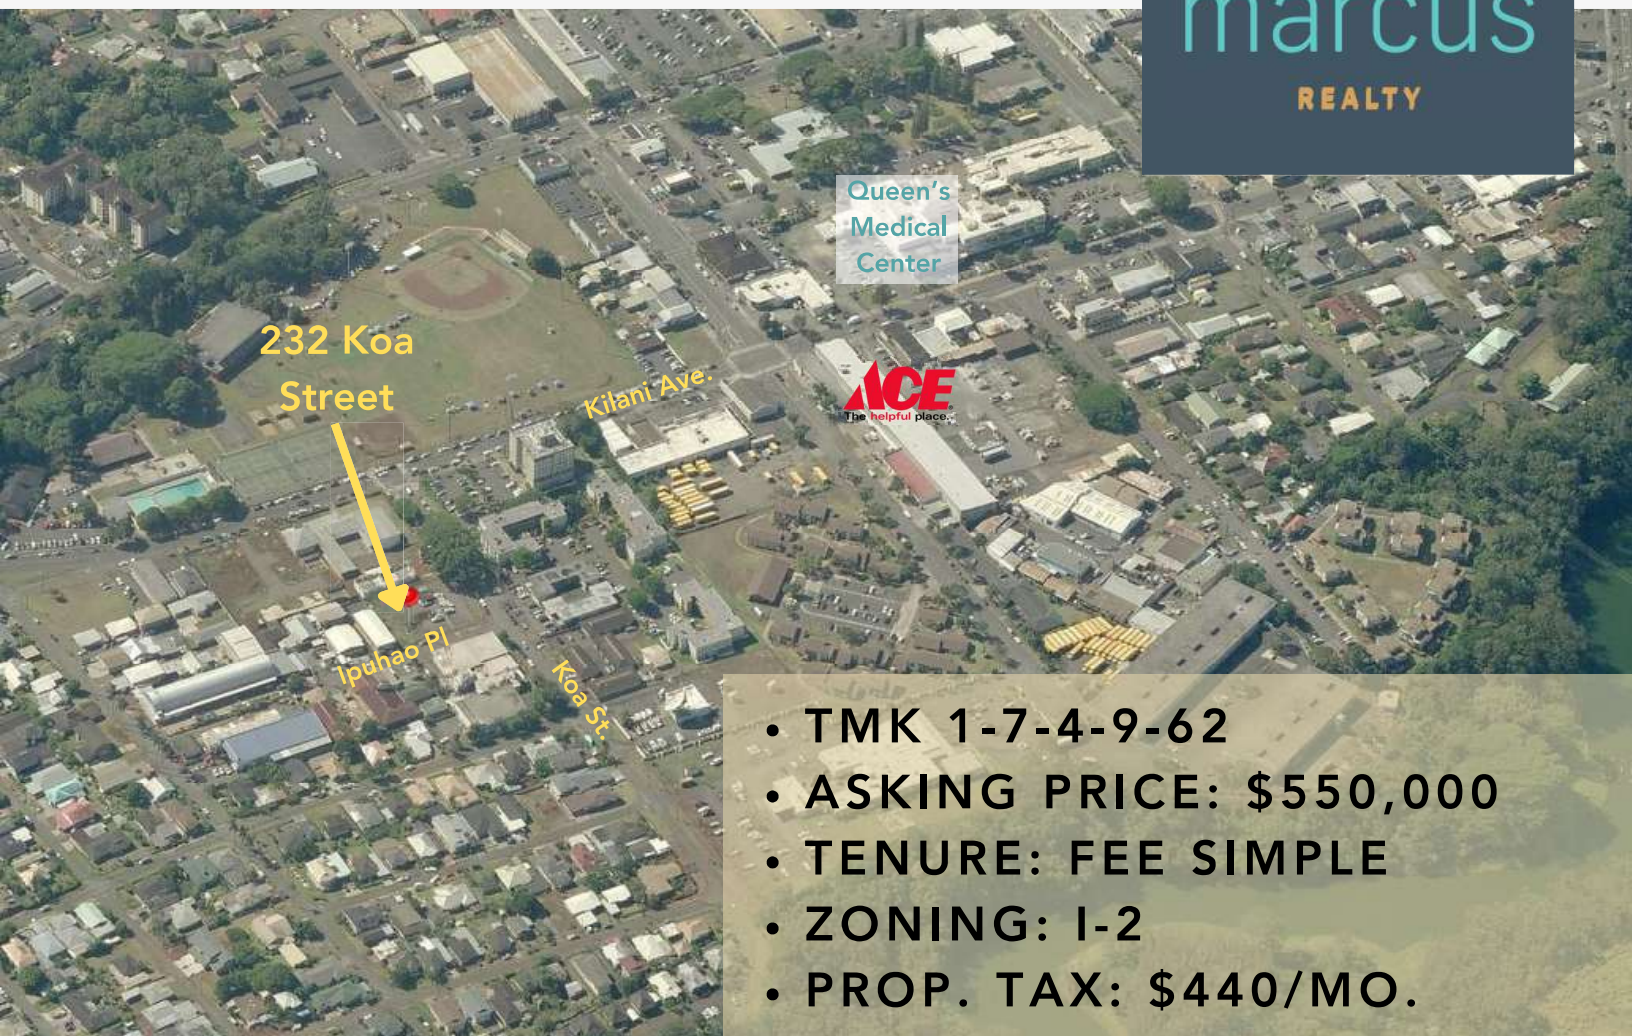 marcus
REALTY
Queen's
Medical
Center
232 Koa
Street
Kilani Ave.
ACE
The helpful place.
Ipuhao Pl
Koa St.
• TMK 1-7-4-9-62
• ASKING PRICE: $550,000
• TENURE: FEE SIMPLE
• ZONING: I-2
• PROP. TAX: $440/MO.